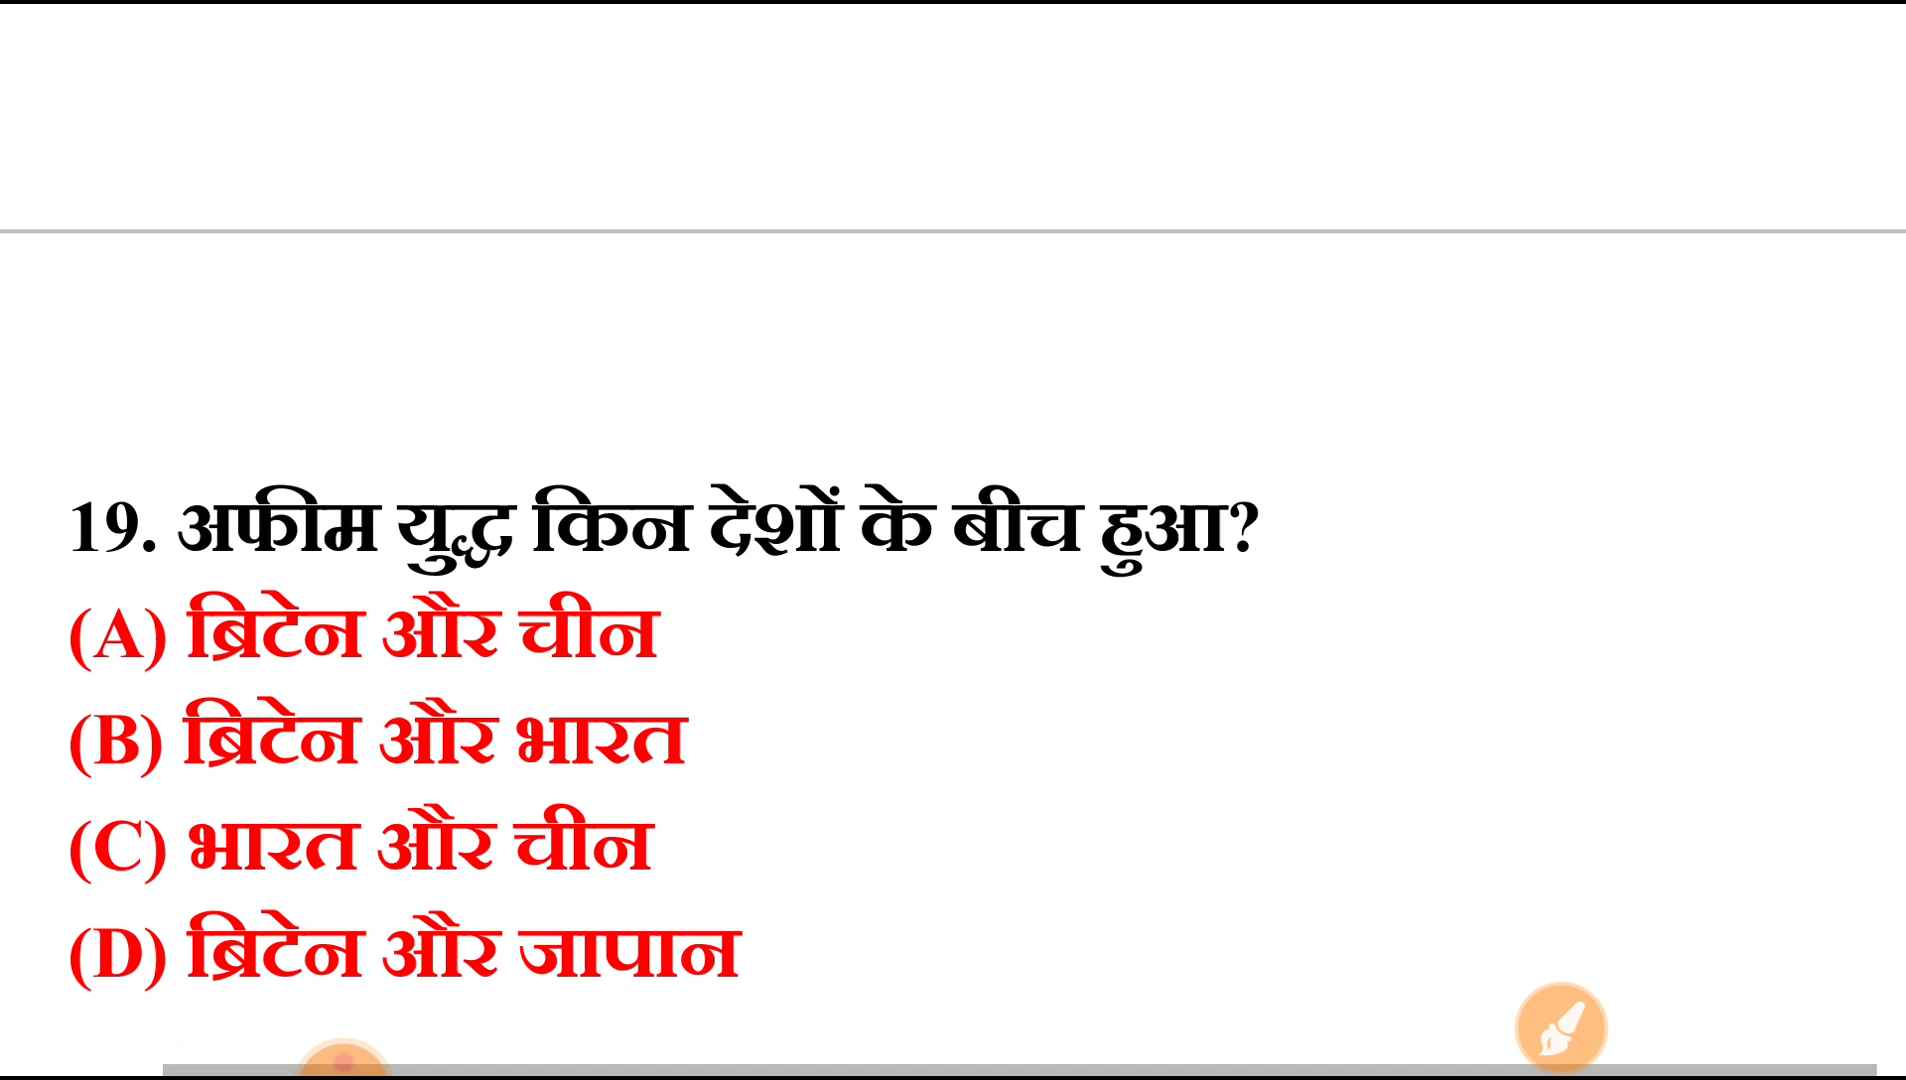 19. अफीम युद्ध किन देशों के बीच हुआ?
(A) ब्रिटेन और चीन
(B) ब्रिटेन और भारत
(C) भारत और चीन
(D) ब्रिटेन और जापान